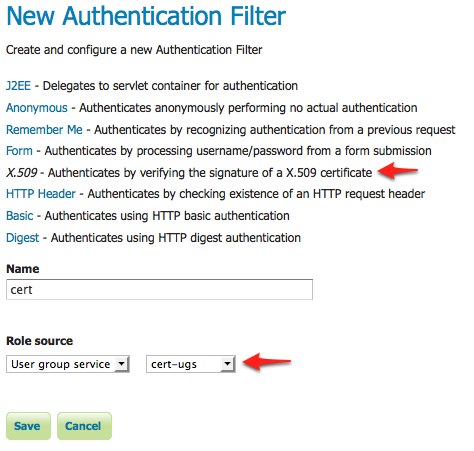 New Authentication Filter
Create and configure a new Authentication Filter
J2EE - Delegates to servlet container for authentication
Anonymous - Authenticates anonymously performing no actual authentication
Remember Me - Authenticates by recognizing authentication from a previous request
Form - Authenticates by processing username/password from a form submission
X.509 - Authenticates by verifying the signature of a X.509 certificate
HTTP Header - Authenticates by checking existence of an HTTP request header
Basic - Authenticates using HTTP basic authentication
Digest - Authenticates using HTTP digest authentication
Name
cert
Role source
User group service cert-ugs
Save Cancel